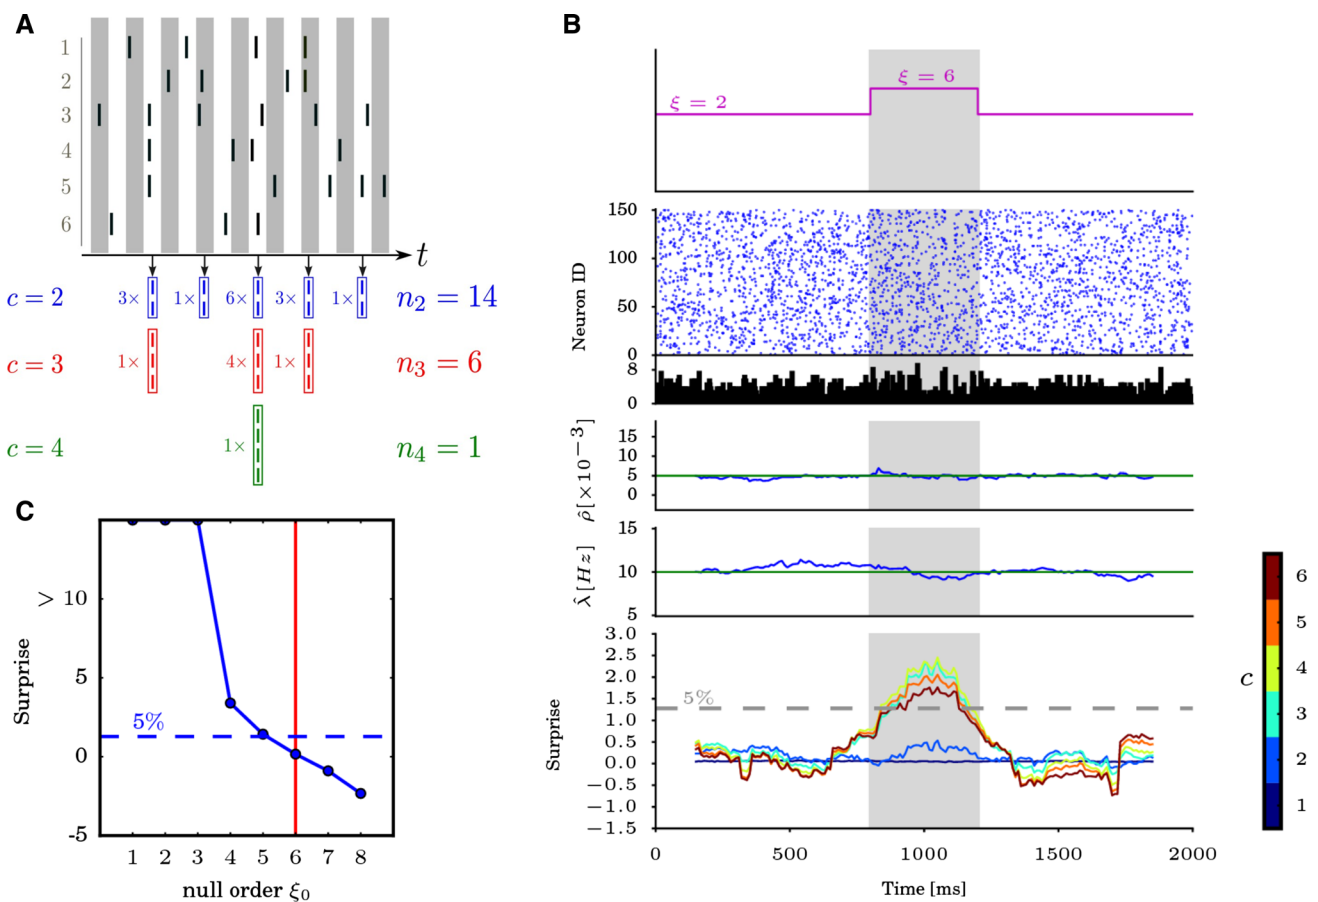 A
1
2
3
4
5
6
t
c = 2 3× 1× 6× 3× 1× n₂ = 14
c = 3 1× 4× 1× n₃ = 6
c = 4 1× n₄ = 1
B
ξ = 6
ξ = 2
150
100
50
0
Neuron ID
8
0
15
10
5
0
ρ̂[×10⁻³]
15
10
5
λ̂[Hz]
3.0
2.5
2.0
1.5
1.0
0.5
0.0
−0.5
−1.0
−1.5
Surprise
5%
0 500 1000 1500 2000
Time [ms]
c
6
5
4
3
2
1
C
> 10
5
0
-5
Surprise
5%
1 2 3 4 5 6 7 8
null order ξ₀